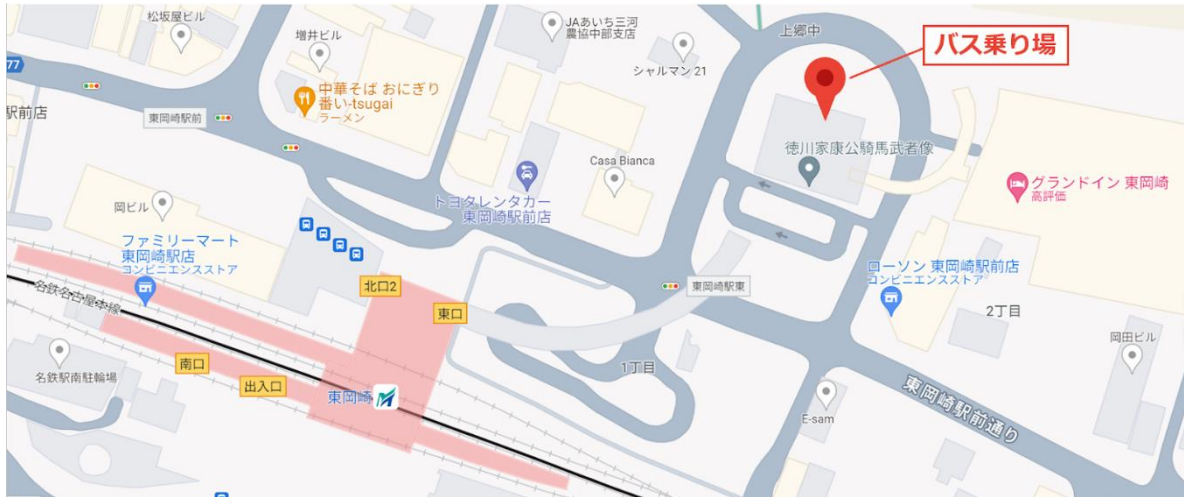 松坂屋ビル
増井ビル
JAあいち三河
農協中部支店
シャルマン 21
上郷中
バス乗り場
77
駅前店
東岡崎駅前
中華そば おにぎり
番い-tsugai
ラーメン
Casa Bianca
徳川家康公騎馬武者像
グランドイン 東岡崎
高評価
トヨタレンタカー
東岡崎駅前店
岡ビル
ファミリーマート
東岡崎駅店
コンビニエンスストア
北口2
東口
東岡崎駅東
ローソン 東岡崎駅前店
コンビニエンスストア
2丁目
岡田ビル
名鉄名古屋本線
名鉄駅南駐輪場
南口
出入口
東岡崎
1丁目
E-sam
東岡崎駅前通り